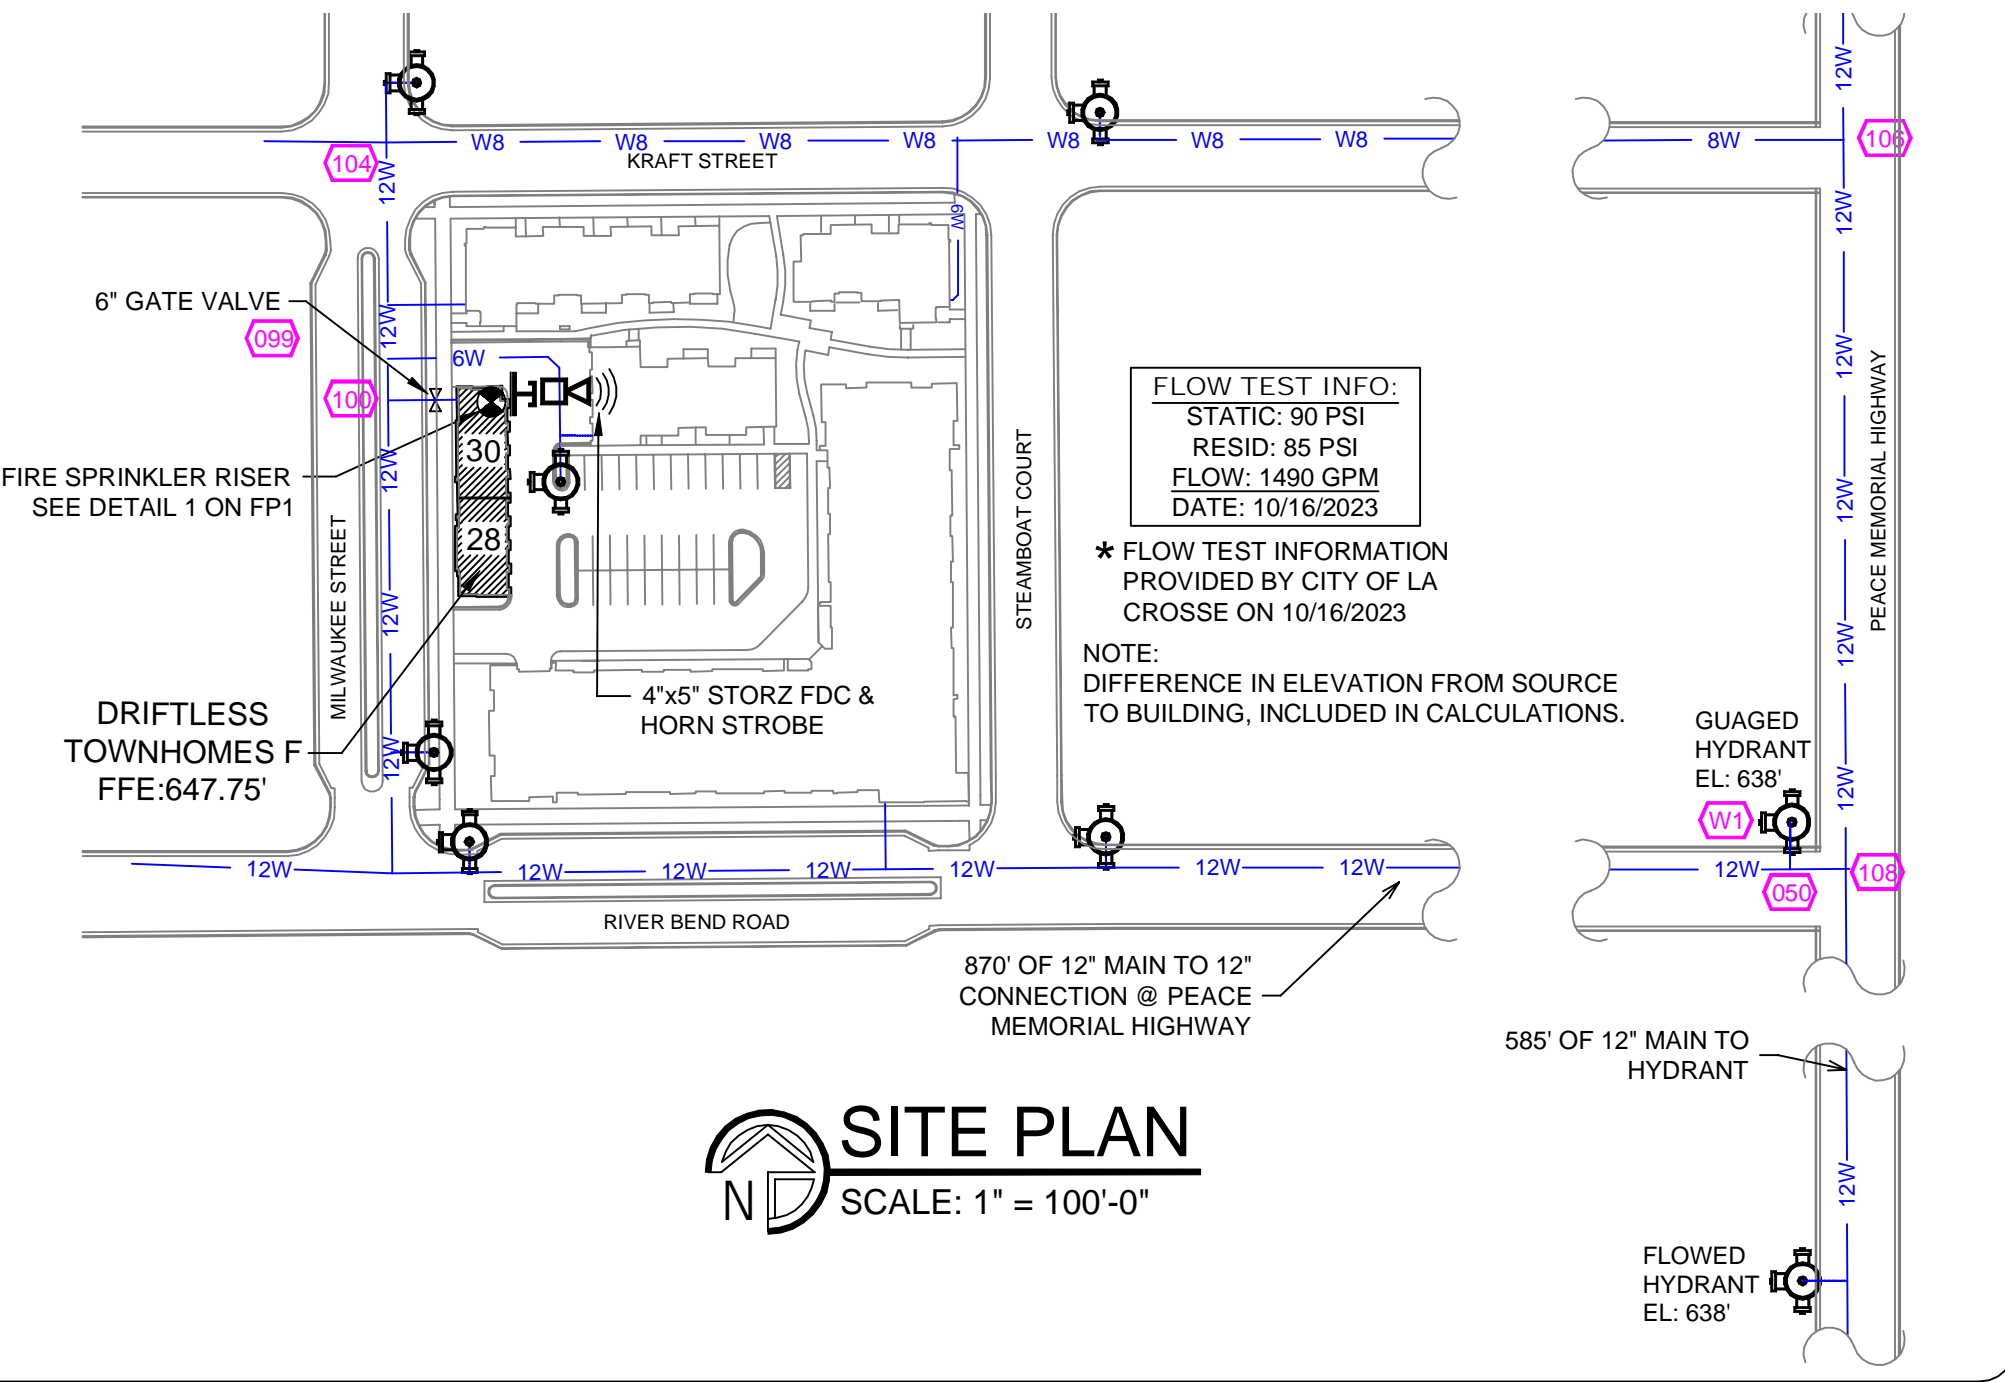 12W
W8 W8 W8 W8 W8 W8 W8 8W
106
KRAFT STREET
104
12W
12W
6W
6" GATE VALVE
099
12W
6W
12W
100
PEACE MEMORIAL HIGHWAY
FLOW TEST INFO:
STATIC: 90 PSI
RESID: 85 PSI
FLOW: 1490 GPM
DATE: 10/16/2023
30
FIRE SPRINKLER RISER
SEE DETAIL 1 ON FP1
12W
12W
28
MILWAUKEE STREET
STEAMBOAT COURT
* FLOW TEST INFORMATION
PROVIDED BY CITY OF LA
CROSSE ON 10/16/2023
12W
12W
NOTE:
DIFFERENCE IN ELEVATION FROM SOURCE
TO BUILDING, INCLUDED IN CALCULATIONS.
4"x5" STORZ FDC &
HORN STROBE
DRIFTLESS
TOWNHOMES F
FFE:647.75'
12W
GUAGED
HYDRANT
EL: 638'
12W
W1
12W 12W 12W 12W 12W 12W 12W 12W
108
050
RIVER BEND ROAD
870' OF 12" MAIN TO 12"
CONNECTION @ PEACE
MEMORIAL HIGHWAY
585' OF 12" MAIN TO
HYDRANT
12W
SITE PLAN
N
SCALE: 1" = 100'-0"
FLOWED
HYDRANT
EL: 638'